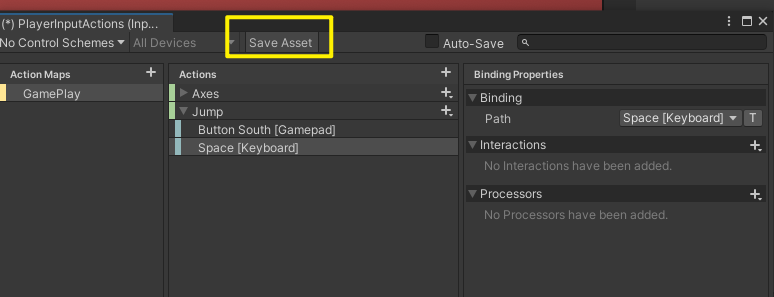 (*) PlayerInputActions (Inp...
No Control Schemes All Devices Save Asset Auto-Save
Action Maps Actions Binding Properties
GamePlay Axes Binding
Jump Path Space [Keyboard] T
Button South [Gamepad]
Space [Keyboard] Interactions
No Interactions have been added.
Processors
No Processors have been added.